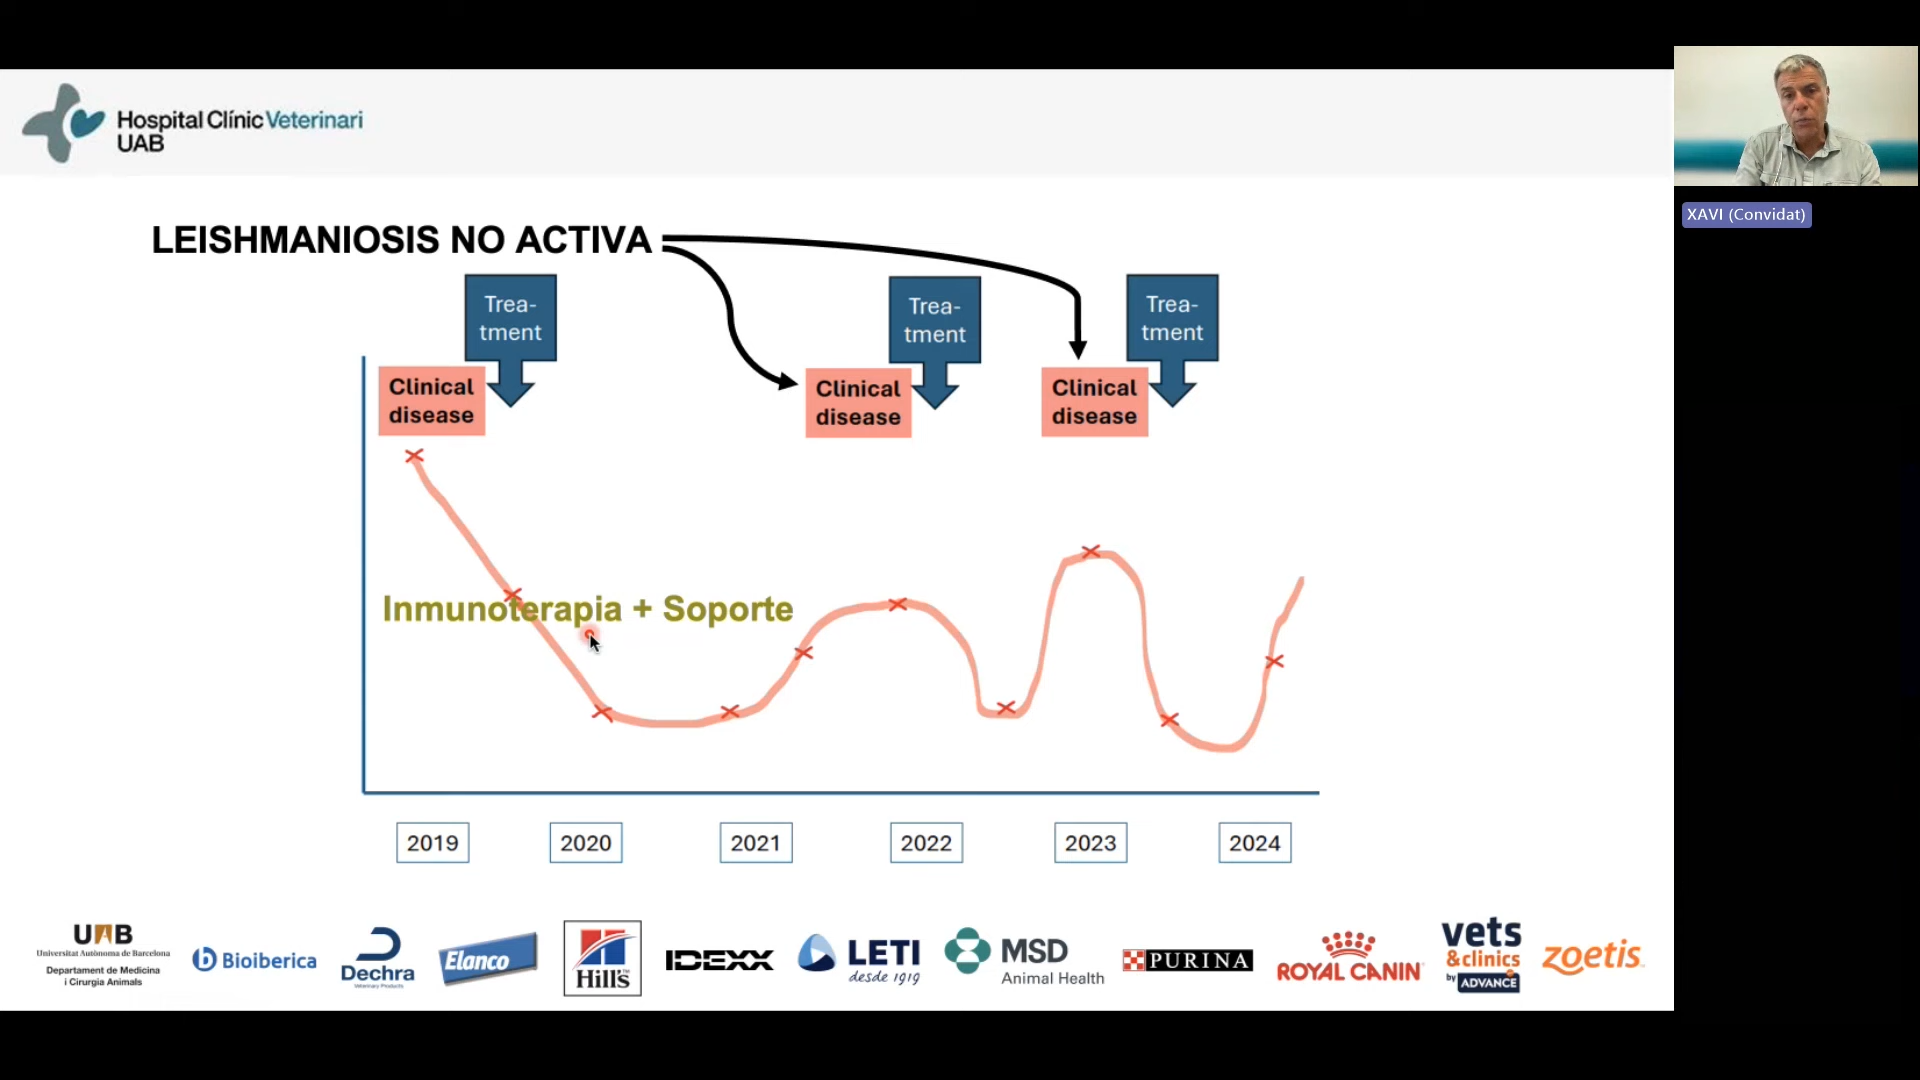 Hospital Clínic Veterinari
UAB
XAVI (Convidat)
LEISHMANIOSIS NO ACTIVA
Trea-
tment
Trea-
tment
Trea-
tment
Clinical
disease
Clinical
disease
Clinical
disease
Inmunoterapia + Soporte
2019
2020
2021
2022
2023
2024
UAB
Universitat Autònoma de Barcelona
Departament de Medicina
i Cirurgia Animals
Bioiberica
Dechra
Veterinary Products
Elanco
Hill's
IDEXX
LETI
desde 1919
MSD
Animal Health
PURINA
ROYAL CANIN
vets
&clinics
by ADVANCE
zoetis